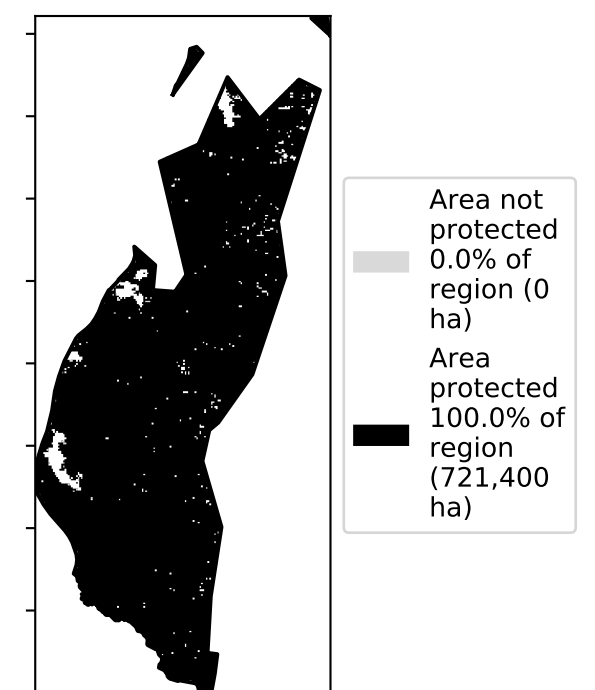 Area not
protected
0.0% of
region (0
ha)
Area
protected
100.0% of
region
(721,400
ha)